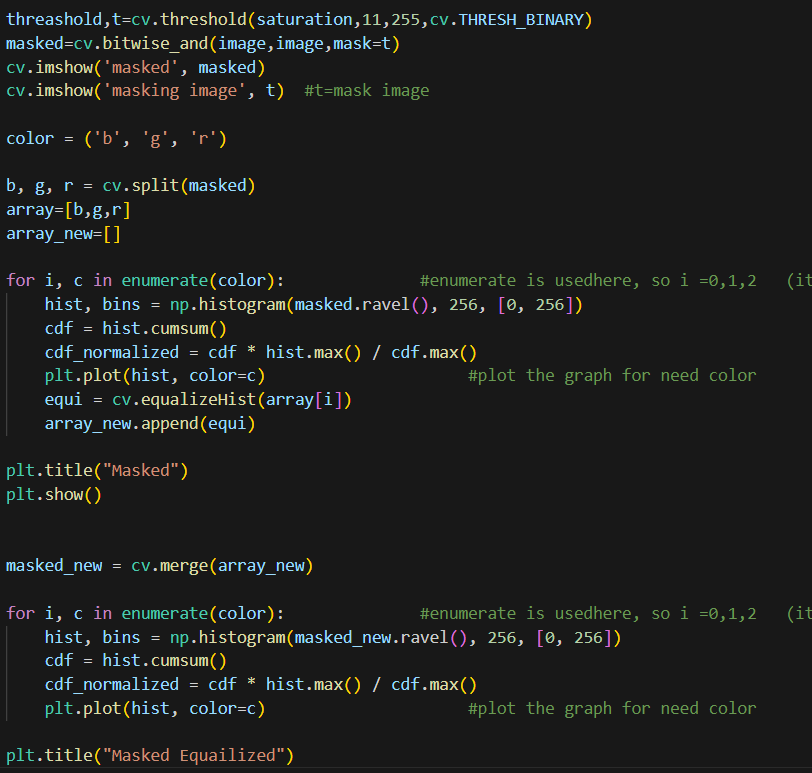 threashold,t=cv.threshold(saturation,11,255,cv.THRESH_BINARY)
masked=cv.bitwise_and(image,image,mask=t)
cv.imshow('masked', masked)
cv.imshow('masking image', t)  #t=mask image
color = ('b', 'g', 'r')
b, g, r = cv.split(masked)
array=[b,g,r]
array_new=[]
for i, c in enumerate(color):              #enumerate is usedhere, so i =0,1,2   (it
    hist, bins = np.histogram(masked.ravel(), 256, [0, 256])
    cdf = hist.cumsum()
    cdf_normalized = cdf * hist.max() / cdf.max()
    plt.plot(hist, color=c)                     #plot the graph for need color
    equi = cv.equalizeHist(array[i])
    array_new.append(equi)
plt.title("Masked")
plt.show()
masked_new = cv.merge(array_new)
for i, c in enumerate(color):              #enumerate is usedhere, so i =0,1,2   (it
    hist, bins = np.histogram(masked_new.ravel(), 256, [0, 256])
    cdf = hist.cumsum()
    cdf_normalized = cdf * hist.max() / cdf.max()
    plt.plot(hist, color=c)                     #plot the graph for need color
plt.title("Masked Equailized")